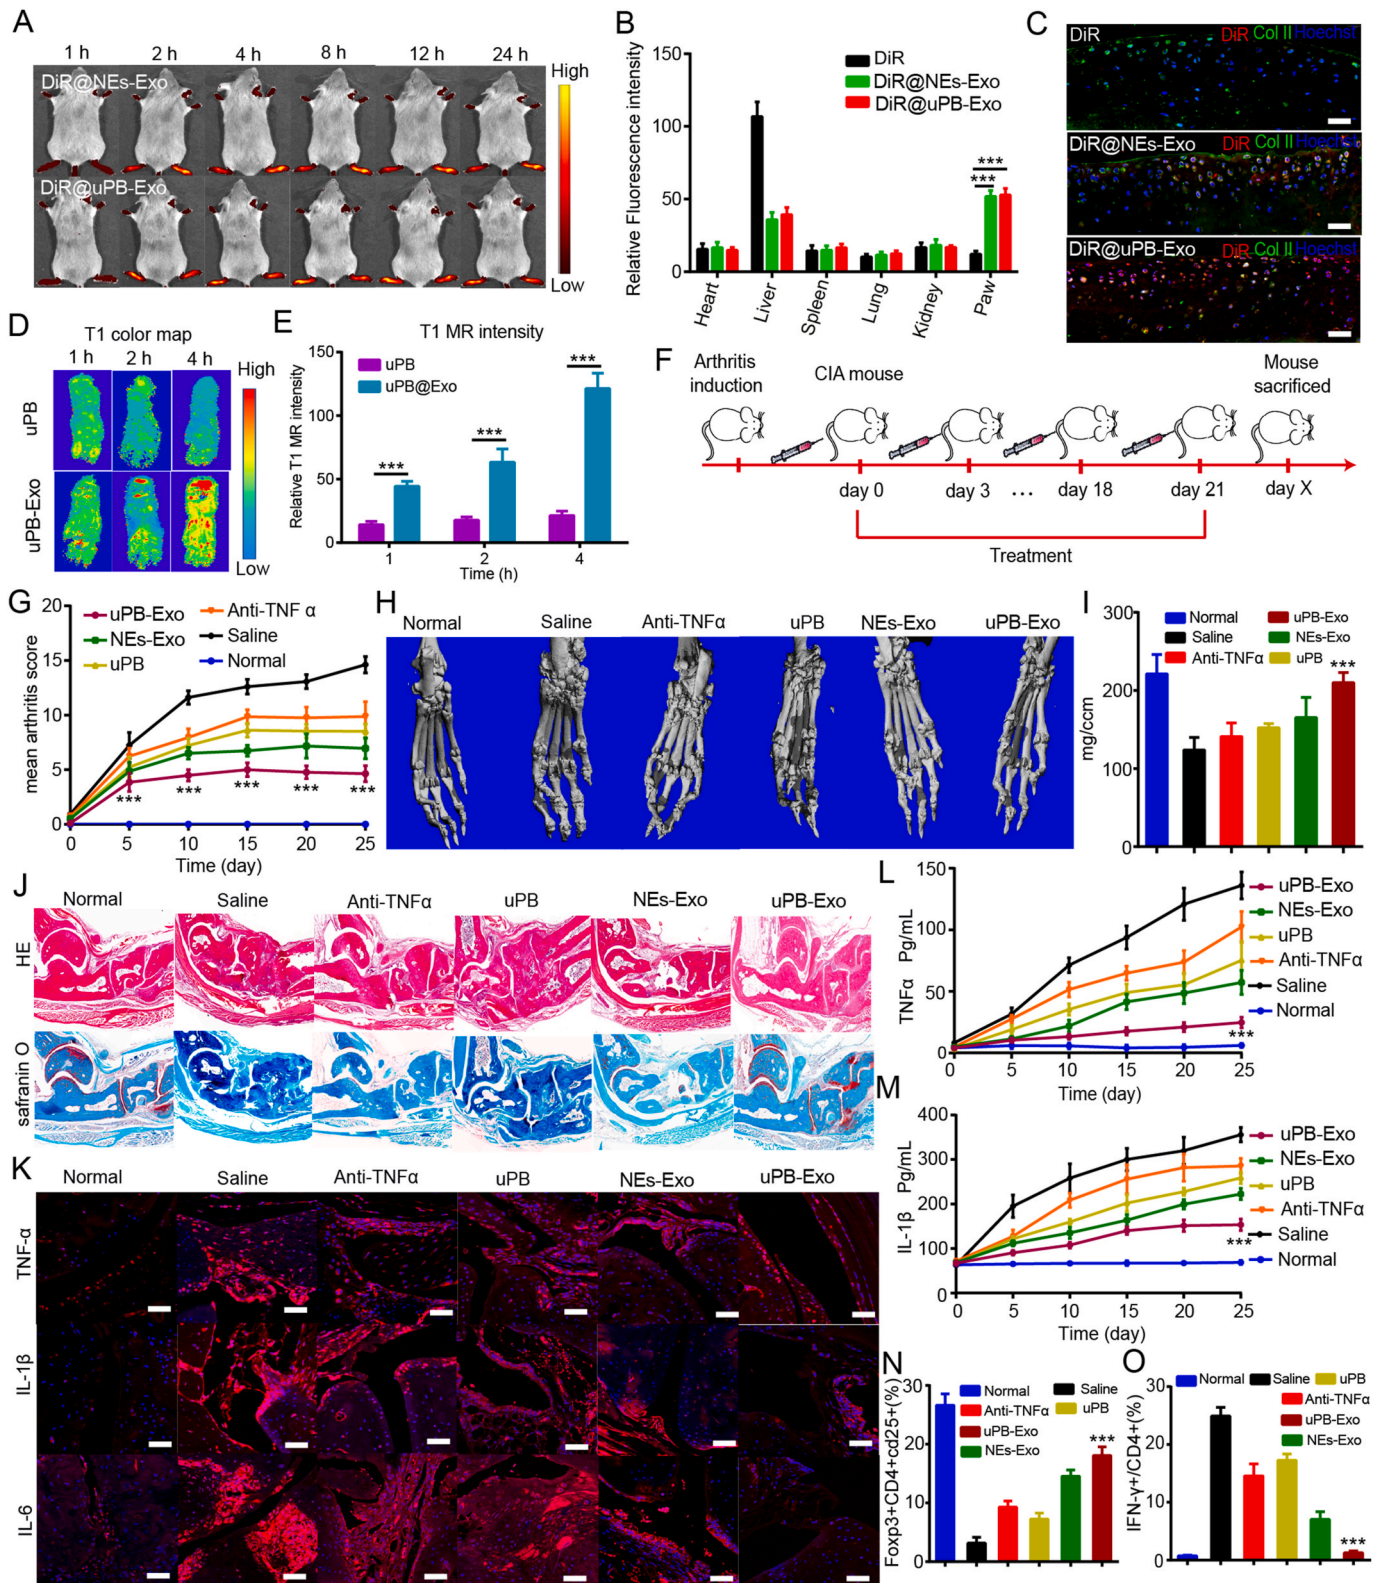 A
1 h 2 h 4 h 8 h 12 h 24 h
DiR@NEs-Exo
DiR@uPB-Exo
High
Low
B
Relative Fluorescence intensity
150
100
50
0
DiR
DiR@NEs-Exo
DiR@uPB-Exo
***
***
Heart Liver Spleen Lung Kidney Paw
C
DiR DiR Col II Hoechst
DiR@NEs-Exo DiR Col II Hoechst
DiR@uPB-Exo DiR Col II Hoechst
D
T1 color map
1 h 2 h 4 h
uPB
uPB-Exo
High
Low
E
T1 MR intensity
Relative T1 MR intensity
150
100
50
0
uPB
uPB@Exo
***
***
***
1 2 4
Time (h)
F
Arthritis induction
CIA mouse
Mouse sacrificed
day 0 day 3 ... day 18 day 21 day X
Treatment
G
mean arthritis score
20
15
10
5
0
uPB-Exo
NEs-Exo
uPB
Anti-TNF α
Saline
Normal
*** *** *** *** ***
0 5 10 15 20 25
Time (day)
H
Normal Saline Anti-TNFα uPB NEs-Exo uPB-Exo
I
mg/ccm
300
200
100
0
Normal
Saline
Anti-TNFα
uPB-Exo
NEs-Exo
uPB
***
J
Normal Saline Anti-TNFα uPB NEs-Exo uPB-Exo
HE
safranin O
K
Normal Saline Anti-TNFα uPB NEs-Exo uPB-Exo
TNF-α
IL-1β
IL-6
L
TNFα Pg/mL
150
100
50
0
uPB-Exo
NEs-Exo
uPB
Anti-TNFα
Saline
Normal
***
0 5 10 15 20 25
Time (day)
M
IL-1β Pg/mL
400
300
200
100
0
uPB-Exo
NEs-Exo
uPB
Anti-TNFα
Saline
Normal
***
0 5 10 15 20 25
Time (day)
N
Foxp3+CD4+cd25+(%)
30
20
10
0
Normal
Anti-TNFα
uPB-Exo
NEs-Exo
Saline
uPB
***
O
IFN-γ+/CD4+(%)
30
20
10
0
Normal
Saline
uPB
Anti-TNFα
uPB-Exo
NEs-Exo
***